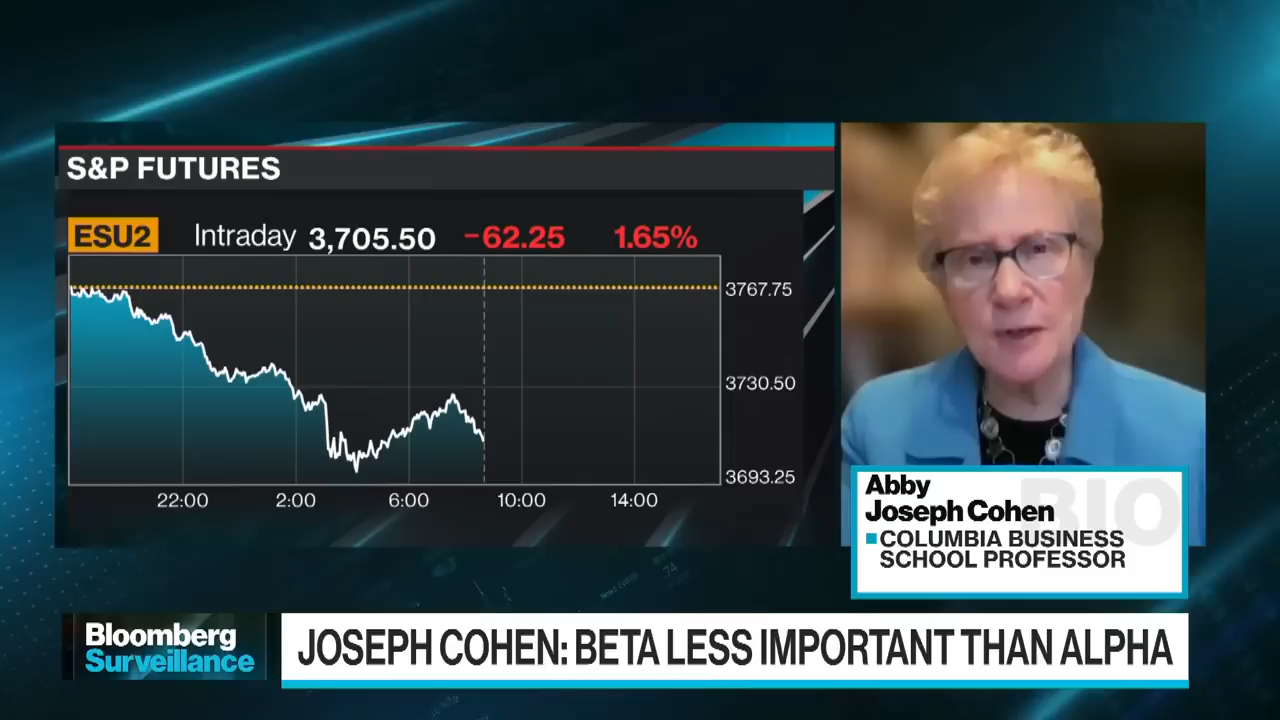 S&P FUTURES
ESU2 Intraday 3,705.50 -62.25 1.65%
3767.75
3730.50
3693.25
22:00 2:00 6:00 10:00 14:00
Abby
Joseph Cohen
BIO
COLUMBIA BUSINESS
SCHOOL PROFESSOR
Bloomberg
Surveillance
JOSEPH COHEN: BETA LESS IMPORTANT THAN ALPHA